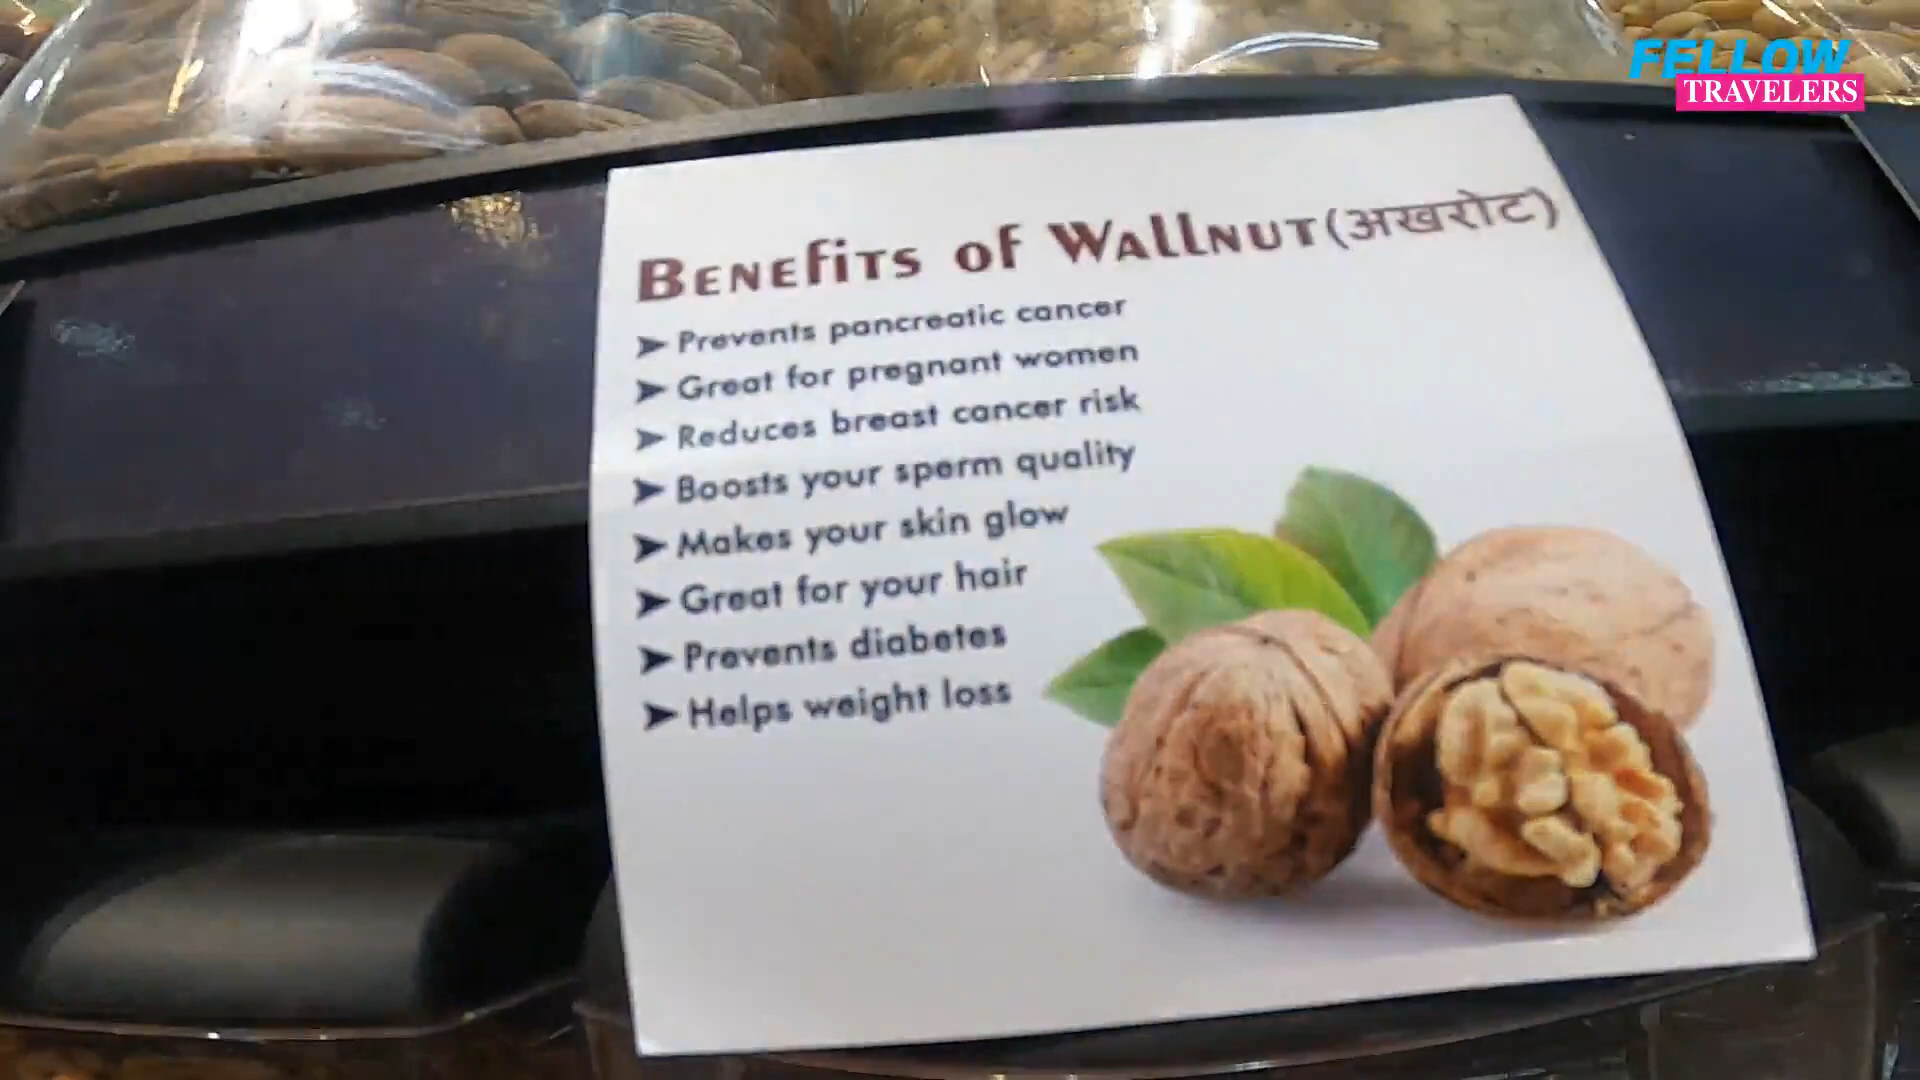 FELLOW
TRAVELERS
Benefits of Wallnut (अखरोट)
➤ Prevents pancreatic cancer
➤ Great for pregnant women
➤ Reduces breast cancer risk
➤ Boosts your sperm quality
➤ Makes your skin glow
➤ Great for your hair
➤ Prevents diabetes
➤ Helps weight loss